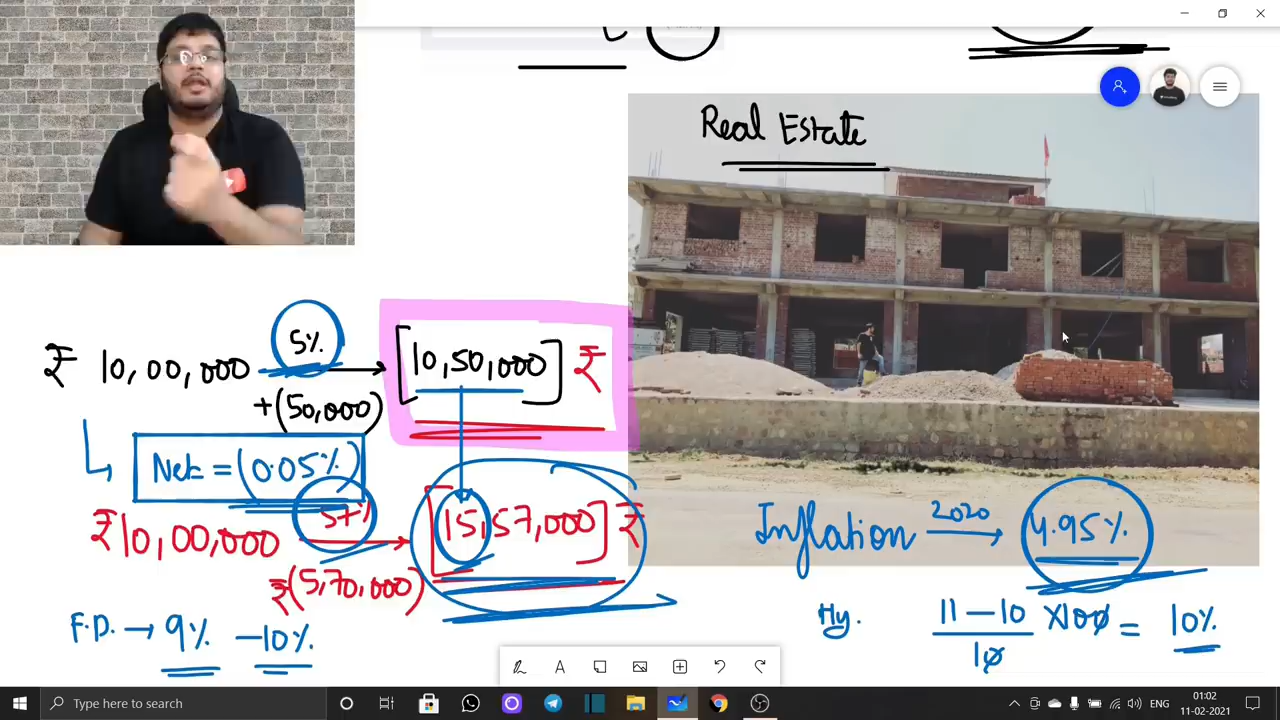 Real Estate
5%
₹ 10,00,000 → [10,50,000] ₹
+(50,000)
Net = (0.05%)
57%
₹10,00,000 → [15,57,000] ₹
₹(5,70,000)
F.D. → 9% -10%
Inflation 2020 → 4.95%
Hy. 11-10 ×100 = 10%
10
Type here to search
ENG
01:02
11-02-2021